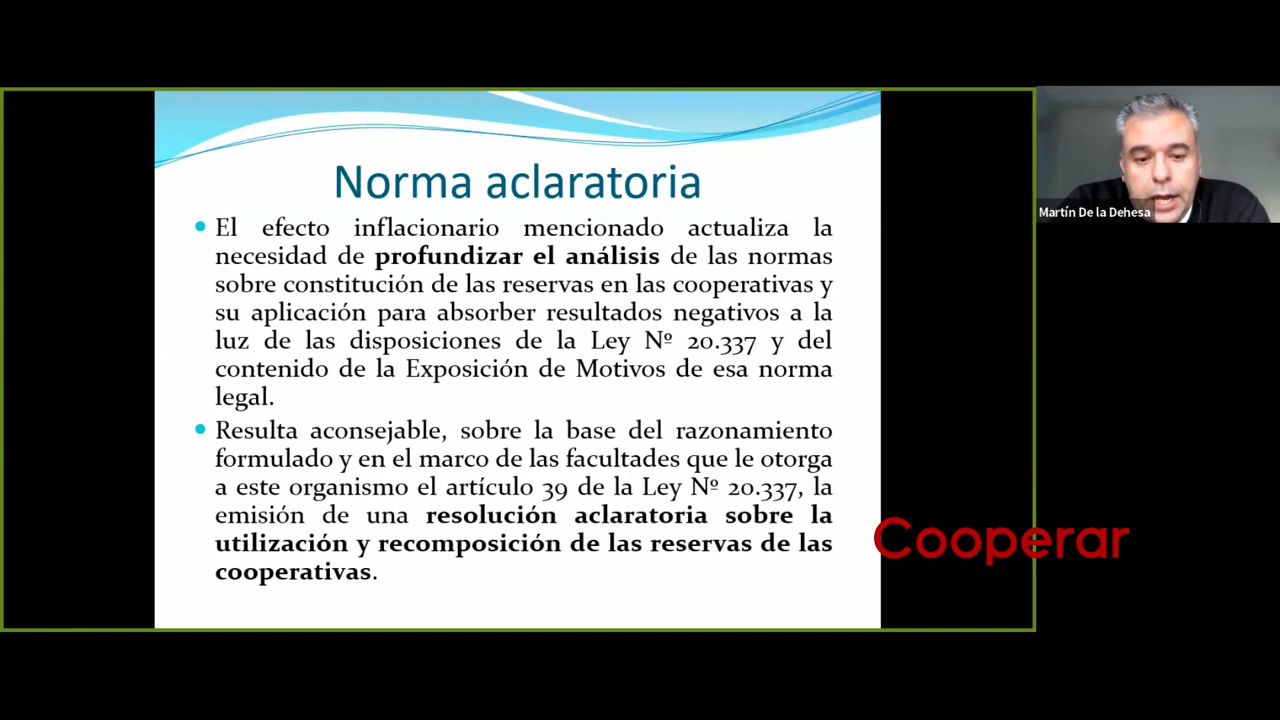 Norma aclaratoria
El efecto inflacionario mencionado actualiza la
necesidad de profundizar el análisis de las normas
sobre constitución de las reservas en las cooperativas y
su aplicación para absorber resultados negativos a la
luz de las disposiciones de la Ley Nº 20.337 y del
contenido de la Exposición de Motivos de esa norma
legal.
Resulta aconsejable, sobre la base del razonamiento
formulado y en el marco de las facultades que le otorga
a este organismo el artículo 39 de la Ley Nº 20.337, la
emisión de una resolución aclaratoria sobre la
utilización y recomposición de las reservas de las
cooperativas.
Martín De la Dehesa
Cooperar